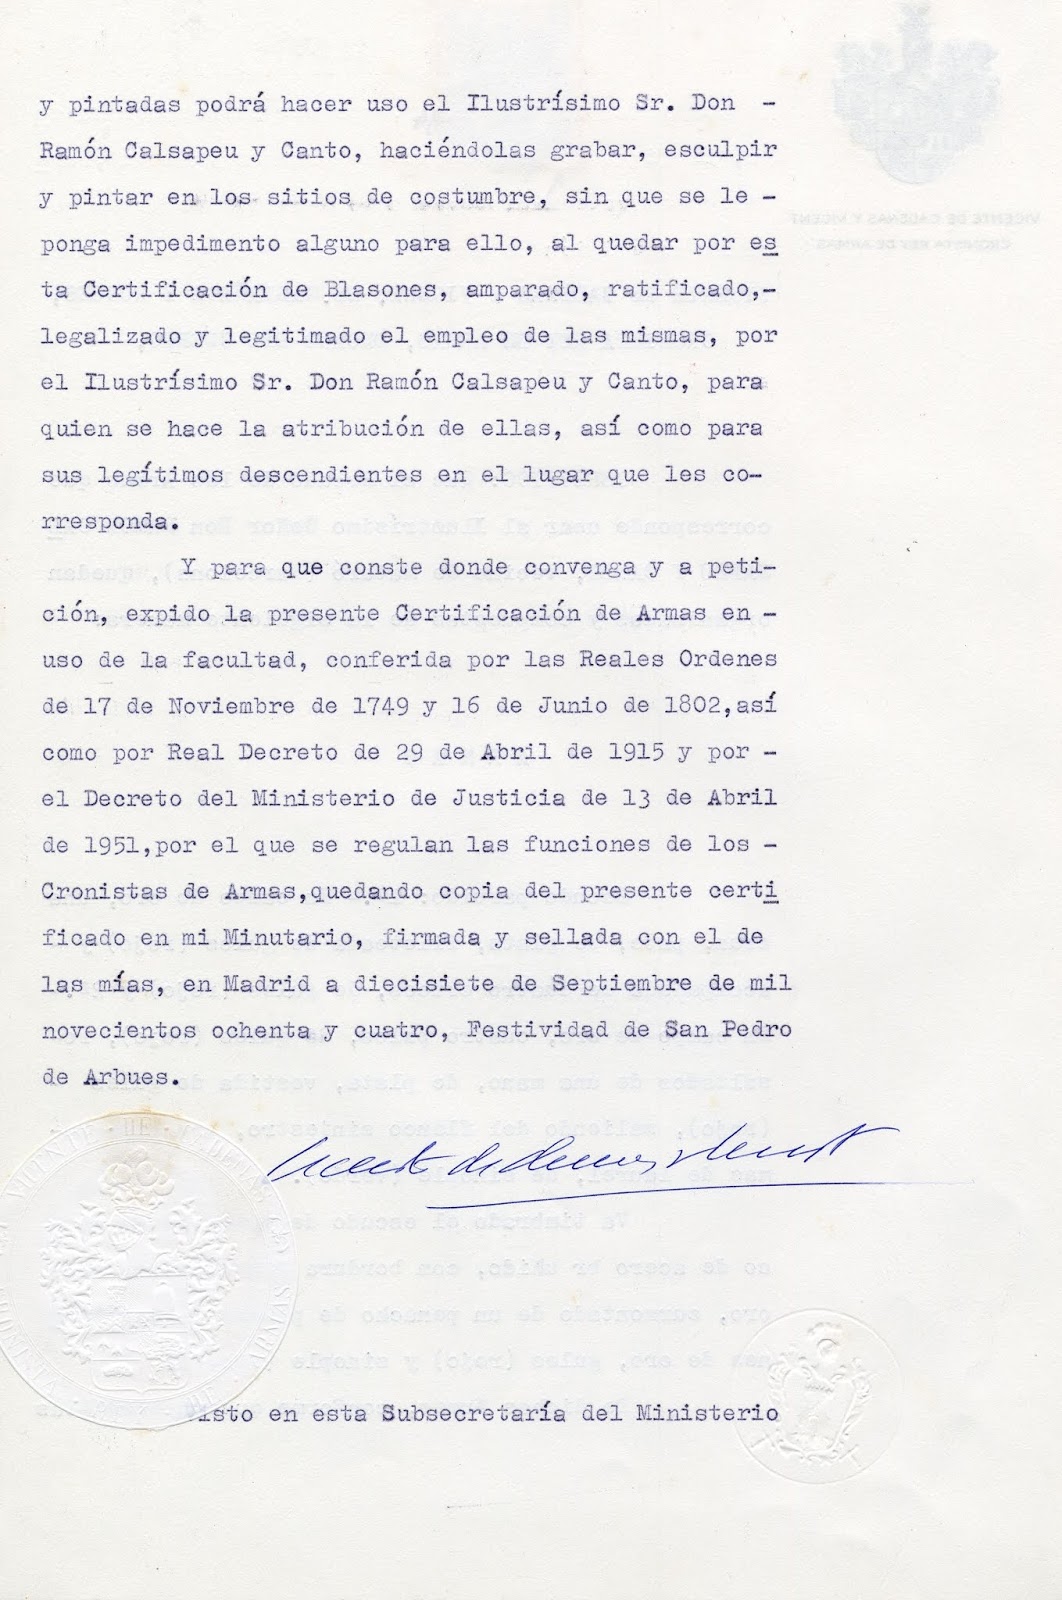 y pintadas podrá hacer uso el Ilustrísimo Sr. Don -
Ramón Calsapeu y Canto, haciéndolas grabar, esculpir
y pintar en los sitios de costumbre, sin que se le -
ponga impedimento alguno para ello, al quedar por es
ta Certificación de Blasones, amparado, ratificado,-
legalizado y legitimado el empleo de las mismas, por
el Ilustrísimo Sr. Don Ramón Calsapeu y Canto, para
quien se hace la atribución de ellas, así como para
sus legítimos descendientes en el lugar que les co-
rresponda.
Y para que conste donde convenga y a peti-
ción, expido la presente Certificación de Armas en -
uso de la facultad, conferida por las Reales Ordenes
de 17 de Noviembre de 1749 y 16 de Junio de 1802,así
como por Real Decreto de 29 de Abril de 1915 y por -
el Decreto del Ministerio de Justicia de 13 de Abril
de 1951,por el que se regulan las funciones de los -
Cronistas de Armas,quedando copia del presente certi
ficado en mi Minutario, firmada y sellada con el de
las mías, en Madrid a diecisiete de Septiembre de mil
novecientos ochenta y cuatro, Festividad de San Pedro
de Arbues.
Visto en esta Subsecretaría del Ministerio